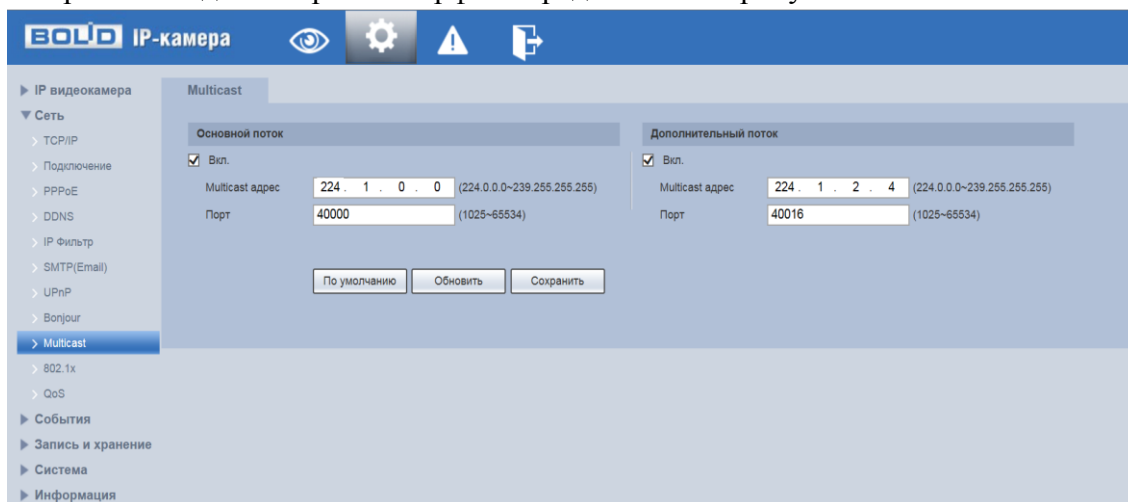 BOLID IP-камера
IP видеокамера
Сеть
TCP/IP
Подключение
PPPoE
DDNS
IP Фильтр
SMTP(Email)
UPnP
Bonjour
Multicast
802.1x
QoS
События
Запись и хранение
Система
Информация
Multicast
Основной поток
Вкл.
Multicast адрес 224 . 1 . 0 . 0 (224.0.0.0~239.255.255.255)
Порт 40000 (1025~65534)
По умолчанию Обновить Сохранить
Дополнительный поток
Вкл.
Multicast адрес 224 . 1 . 2 . 4 (224.0.0.0~239.255.255.255)
Порт 40016 (1025~65534)